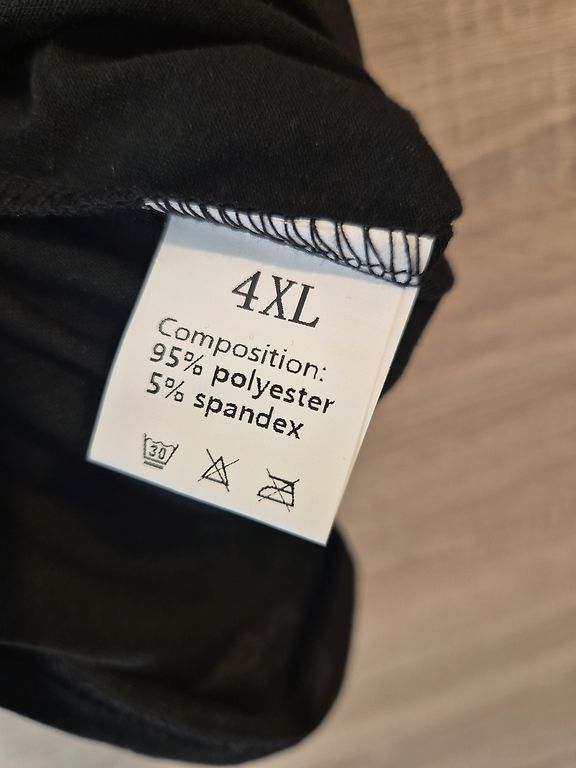 4XL
Composition:
95% polyester
5% spandex
30